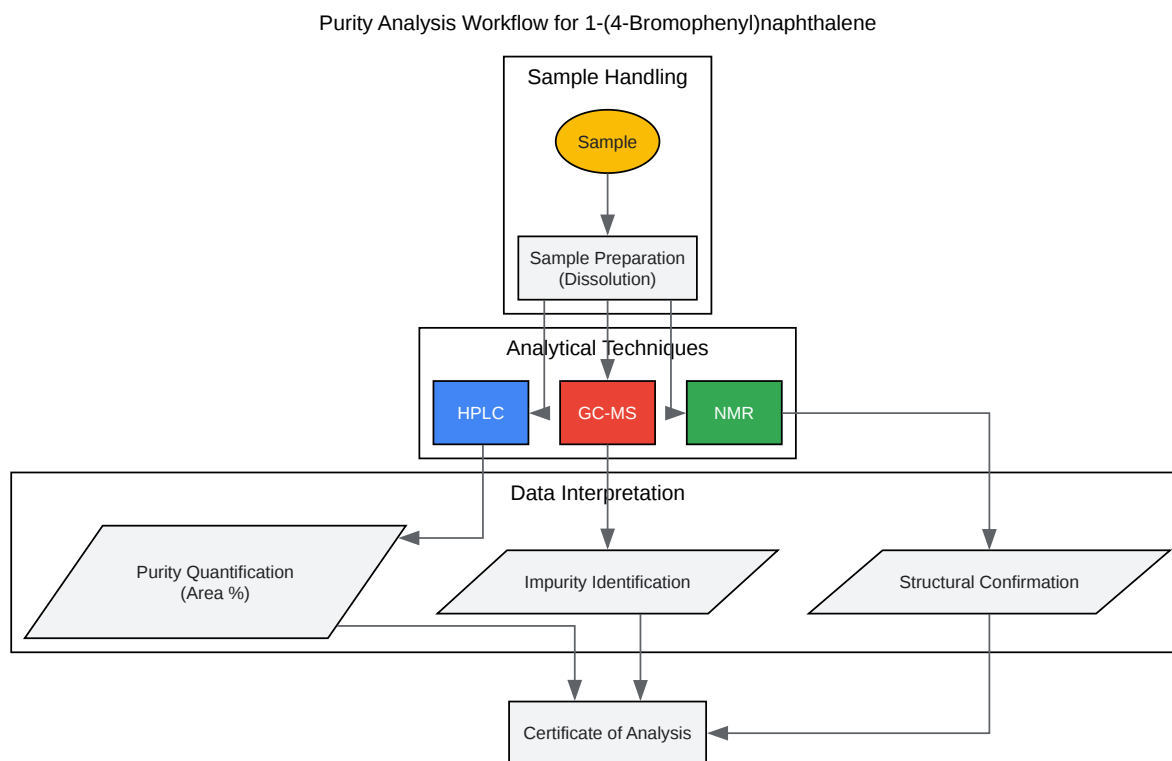 Purity Analysis Workflow for 1-(4-Bromophenyl)naphthalene
Sample Handling
Sample
Sample Preparation
(Dissolution)
Analytical Techniques
HPLC
GC-MS
NMR
Data Interpretation
Purity Quantification
(Area %)
Impurity Identification
Structural Confirmation
Certificate of Analysis